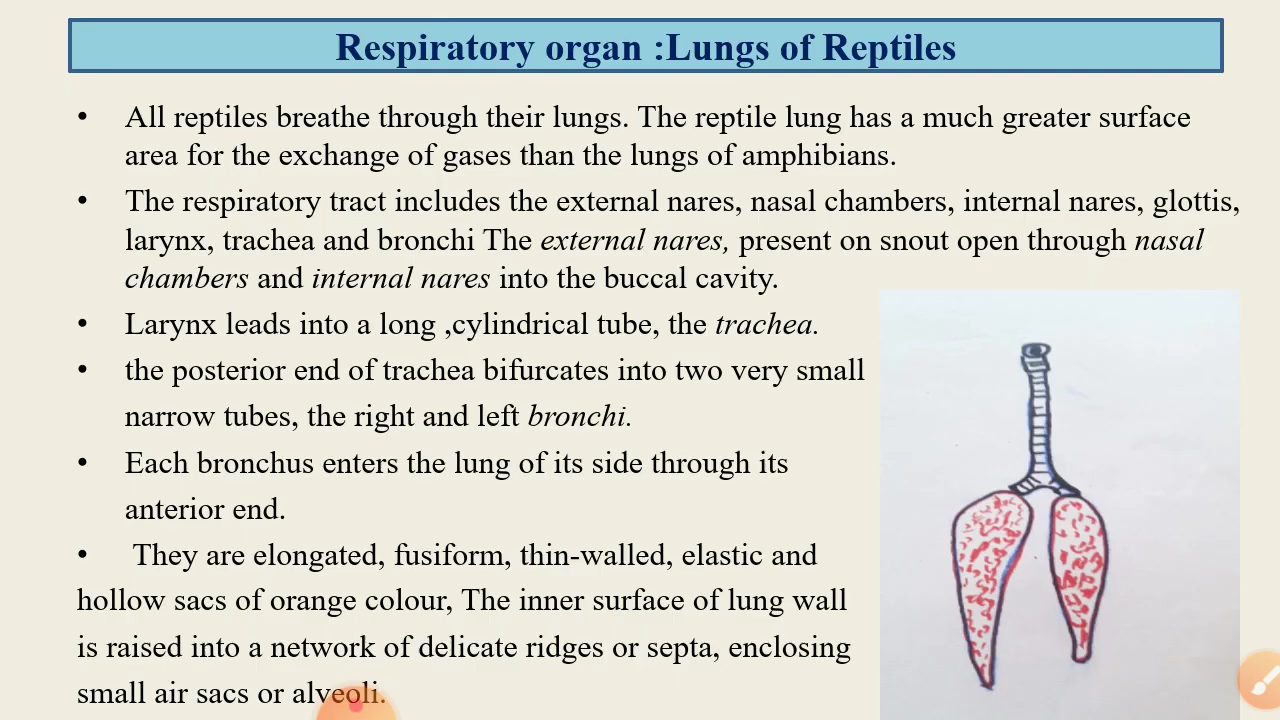 Respiratory organ :Lungs of Reptiles
• All reptiles breathe through their lungs. The reptile lung has a much greater surface
area for the exchange of gases than the lungs of amphibians.
• The respiratory tract includes the external nares, nasal chambers, internal nares, glottis,
larynx, trachea and bronchi The external nares, present on snout open through nasal
chambers and internal nares into the buccal cavity.
• Larynx leads into a long ,cylindrical tube, the trachea.
• the posterior end of trachea bifurcates into two very small
narrow tubes, the right and left bronchi.
• Each bronchus enters the lung of its side through its
anterior end.
• They are elongated, fusiform, thin-walled, elastic and
hollow sacs of orange colour, The inner surface of lung wall
is raised into a network of delicate ridges or septa, enclosing
small air sacs or alveoli.